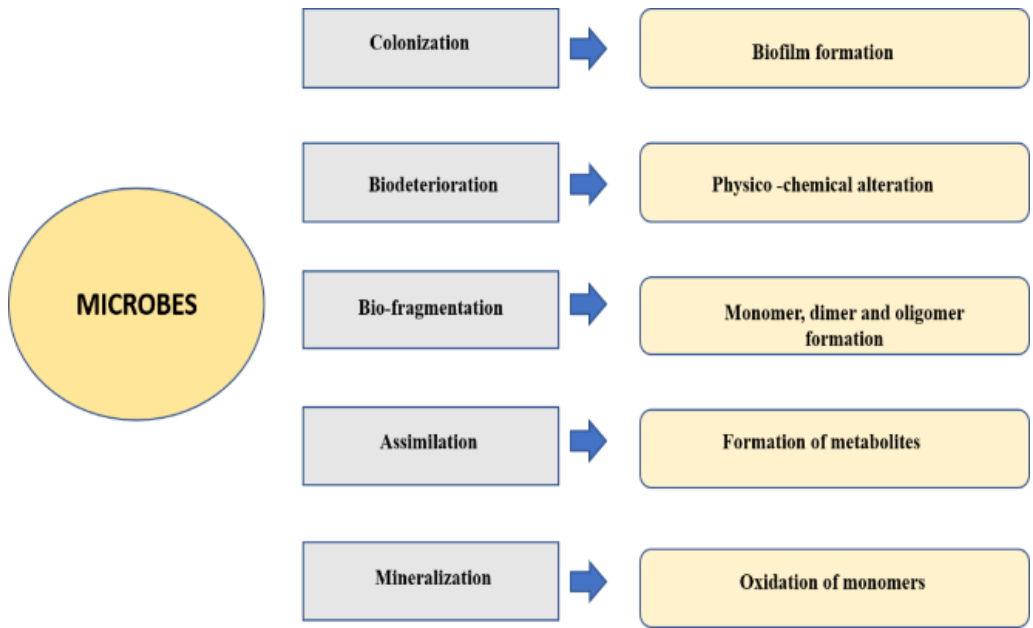 Colonization
Biofilm formation
Biodeterioration
Physico -chemical alteration
MICROBES
Bio-fragmentation
Monomer, dimer and oligomer
formation
Assimilation
Formation of metabolites
Mineralization
Oxidation of monomers